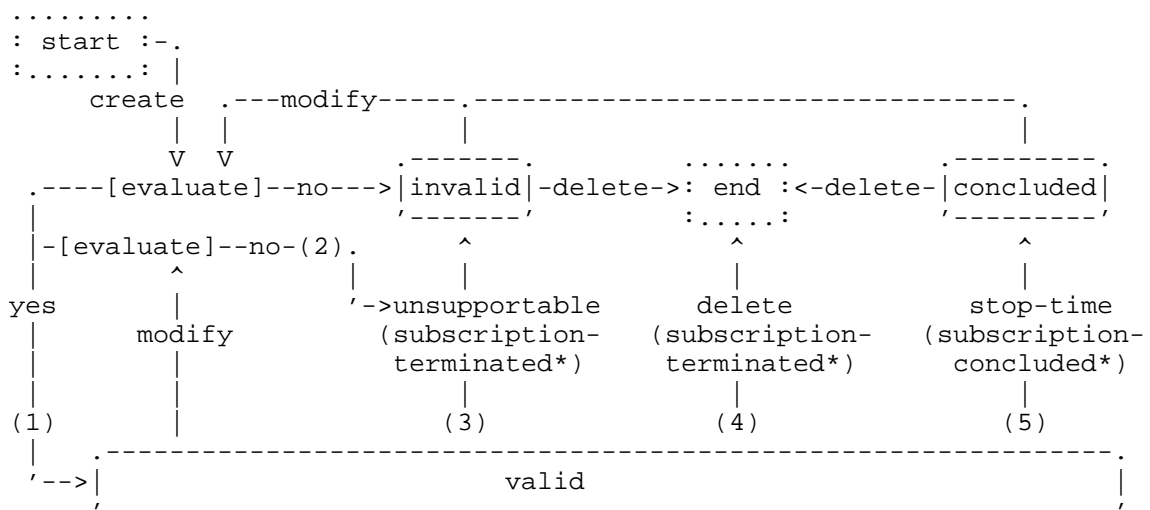 .........
: start :-.
:.......: |
     create  .---modify-----.----------------------------------.
          |  |              |                                  |
          V  V          .-------.         .......         .---------.
 .----[evaluate]--no--->|invalid|-delete->: end :<-delete-|concluded|
 |                      '-------'         :.....:         '---------'
 |-[evaluate]--no-(2).      ^                ^                 ^
 |        ^          |      |                |                 |
yes       |          '->unsupportable      delete           stop-time
 |      modify         (subscription-   (subscription-   (subscription-
 |        |             terminated*)     terminated*)      concluded*)
 |        |                 |                |                 |
(1)       |                (3)              (4)               (5)
 |   .---------------------------------------------------------------.
 '-->|                         valid                                 |
     '                                                               '